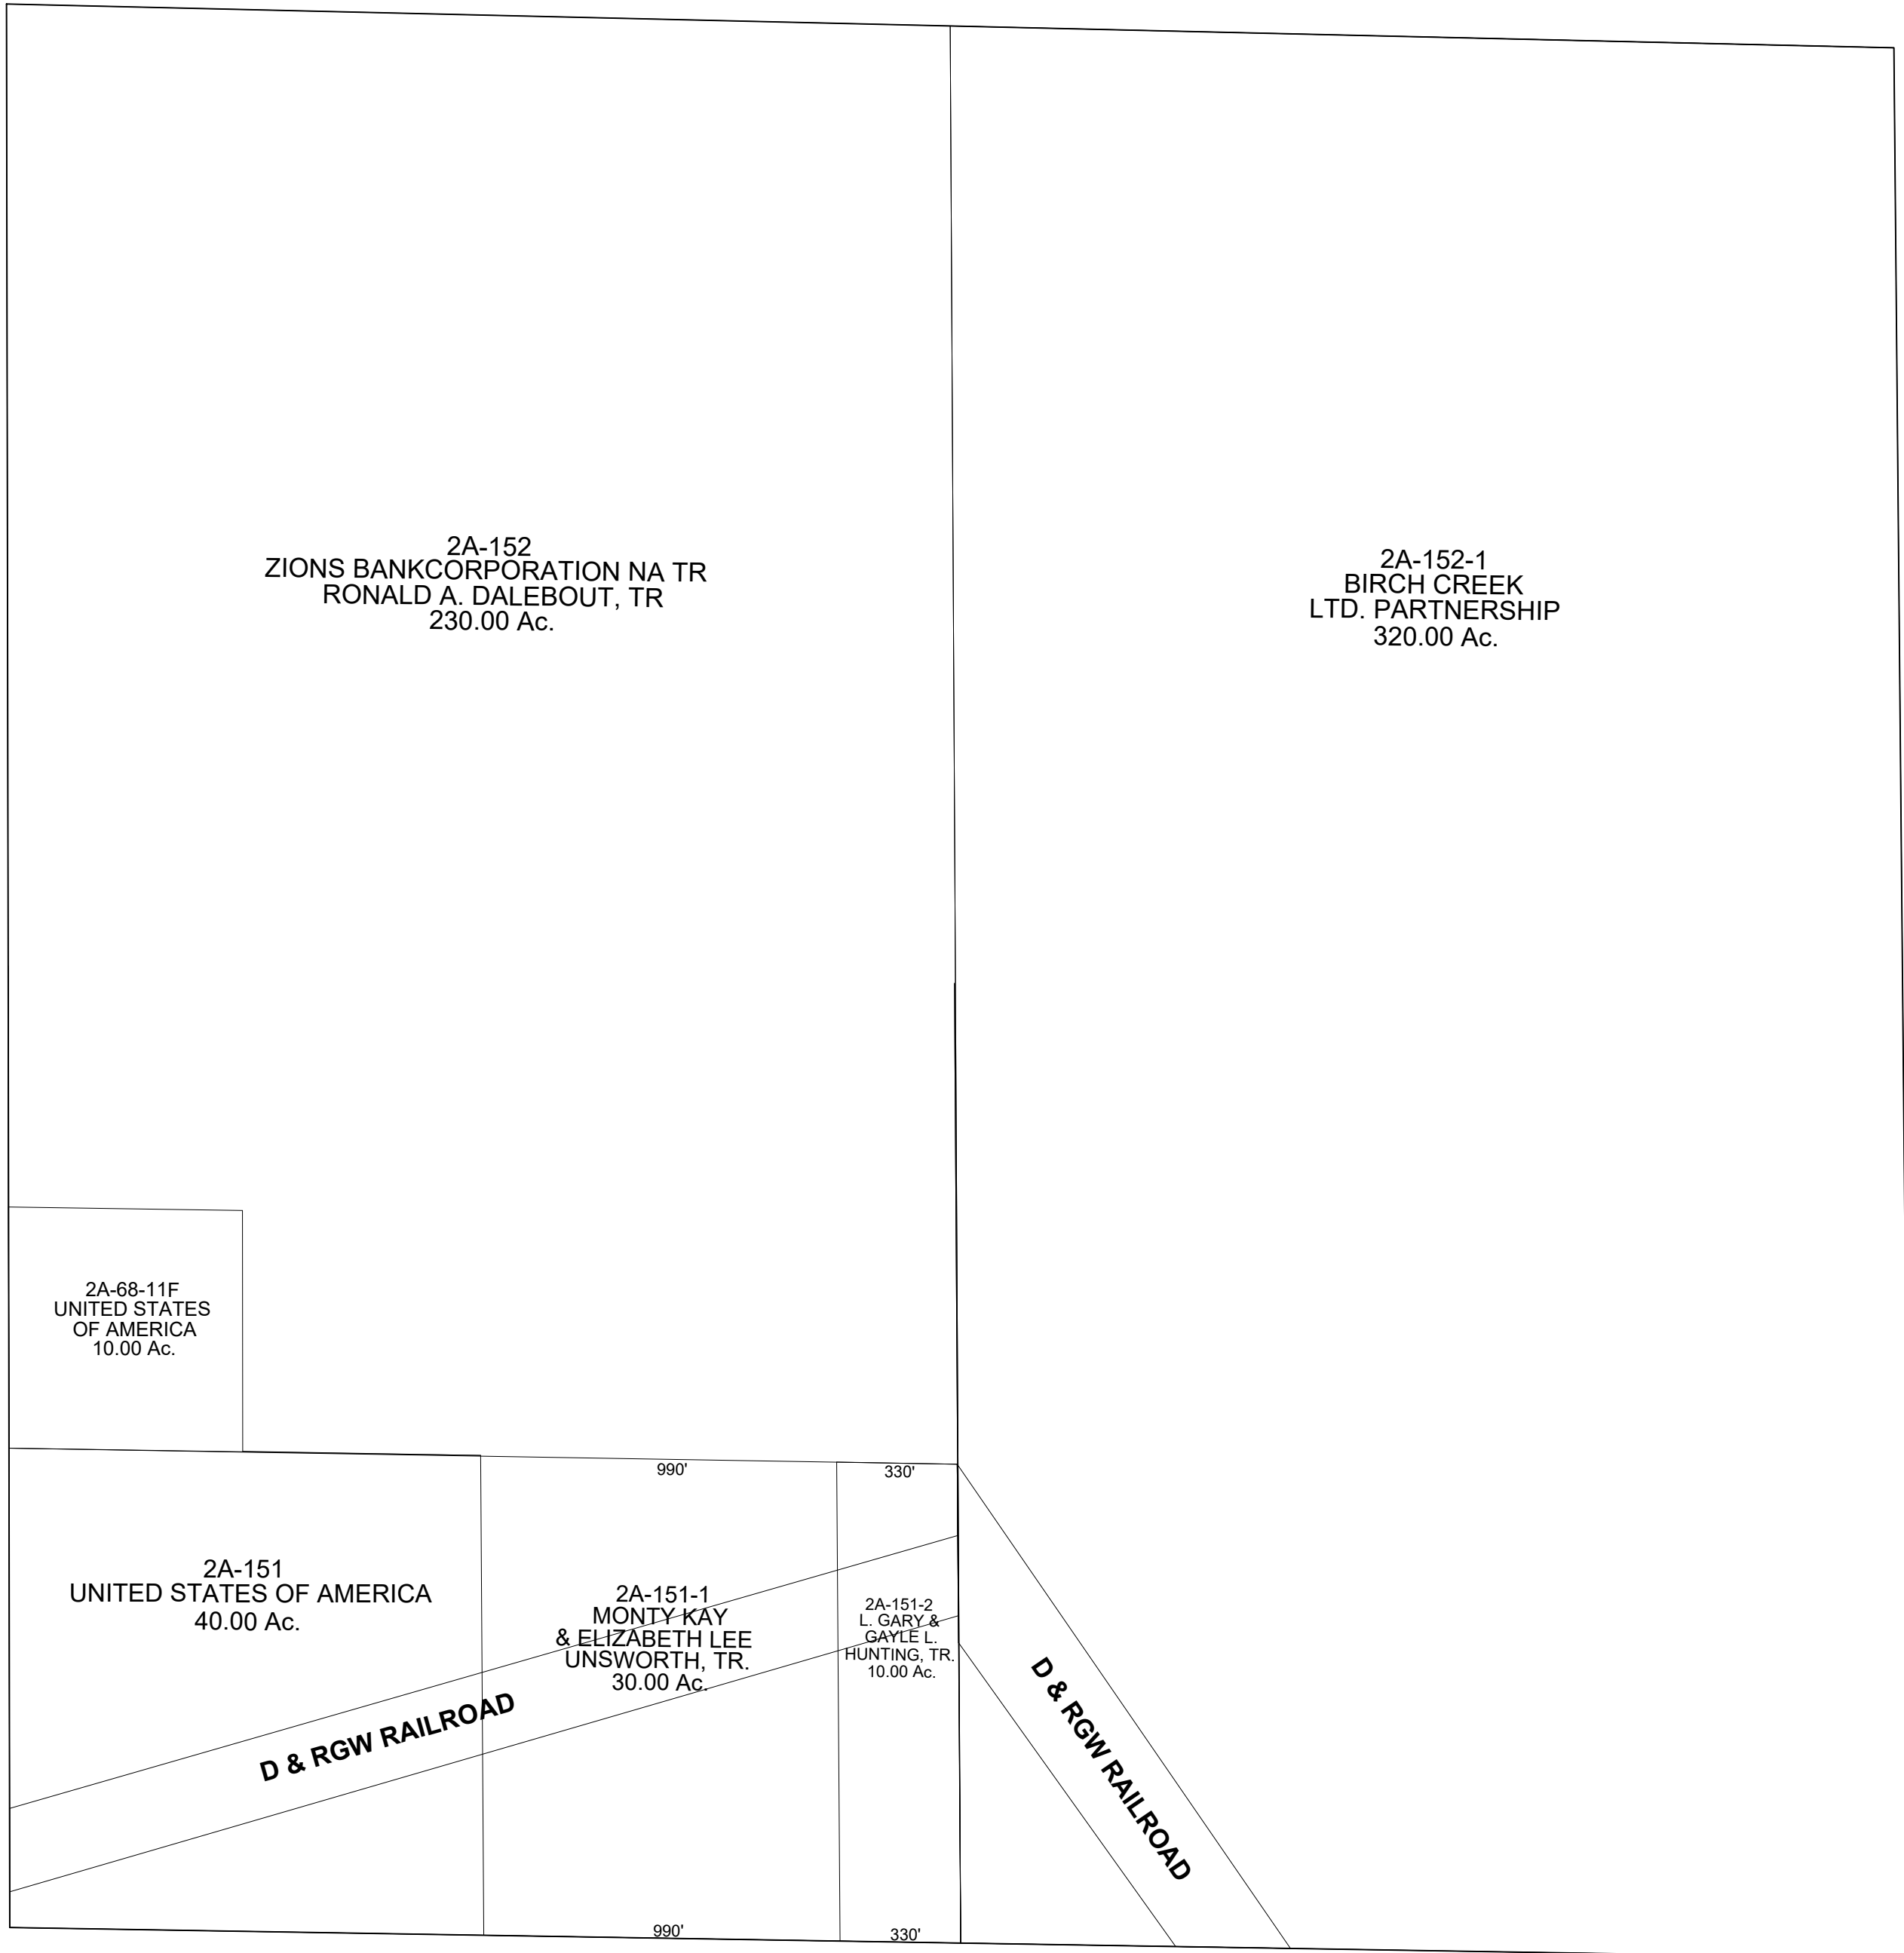 2A-152
ZIONS BANKCORPORATION NA TR
RONALD A. DALEBOUT, TR
230.00 Ac.
2A-152-1
BIRCH CREEK
LTD. PARTNERSHIP
320.00 Ac.
2A-68-11F
UNITED STATES
OF AMERICA
10.00 Ac.
990'
330'
2A-151
UNITED STATES OF AMERICA
40.00 Ac.
2A-151-1
MONTY KAY
& ELIZABETH LEE
UNSWORTH, TR.
30.00 Ac.
2A-151-2
L. GARY &
GAYLE L.
HUNTING, TR.
10.00 Ac.
D & RGW RAILROAD
D & RGW RAILROAD
990'
330'